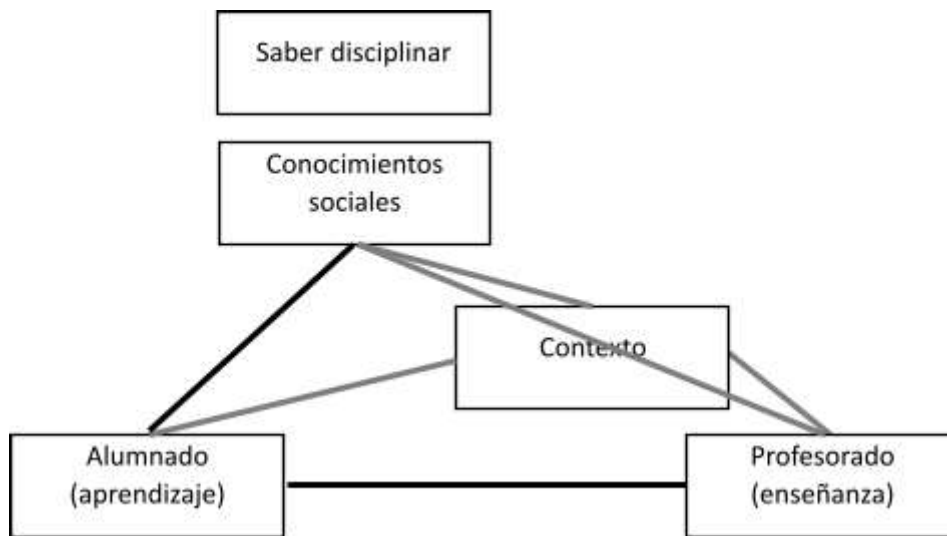 Saber disciplinar
Conocimientos
sociales
Contexto
Alumnado
(aprendizaje)
Profesorado
(enseñanza)